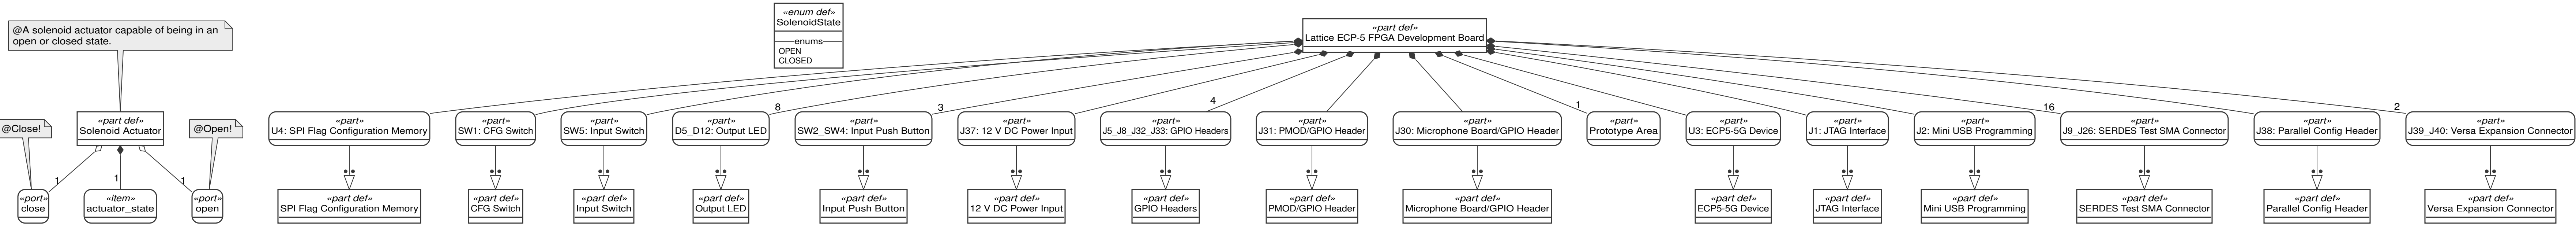 «enum def»
SolenoidState
enums
OPEN
CLOSED
«part def»
Lattice ECP-5 FPGA Development Board
@A solenoid actuator capable of being in an
open or closed state.
8
3
4
1
16
2
@Close!
«part def»
Solenoid Actuator
@Open!
«part»
U4: SPI Flag Configuration Memory
«part»
SW1: CFG Switch
«part»
SW5: Input Switch
«part»
D5_D12: Output LED
«part»
SW2_SW4: Input Push Button
«part»
J37: 12 V DC Power Input
«part»
J5_J8_J32_J33: GPIO Headers
«part»
J31: PMOD/GPIO Header
«part»
J30: Microphone Board/GPIO Header
«part»
Prototype Area
«part»
U3: ECP5-5G Device
«part»
J1: JTAG Interface
«part»
J2: Mini USB Programming
«part»
J9_J26: SERDES Test SMA Connector
«part»
J38: Parallel Config Header
«part»
J39_J40: Versa Expansion Connector
1
1
1
«port»
close
«item»
actuator_state
«port»
open
«part def»
SPI Flag Configuration Memory
«part def»
CFG Switch
«part def»
Input Switch
«part def»
Output LED
«part def»
Input Push Button
«part def»
12 V DC Power Input
«part def»
GPIO Headers
«part def»
PMOD/GPIO Header
«part def»
Microphone Board/GPIO Header
«part def»
ECP5-5G Device
«part def»
JTAG Interface
«part def»
Mini USB Programming
«part def»
SERDES Test SMA Connector
«part def»
Parallel Config Header
«part def»
Versa Expansion Connector